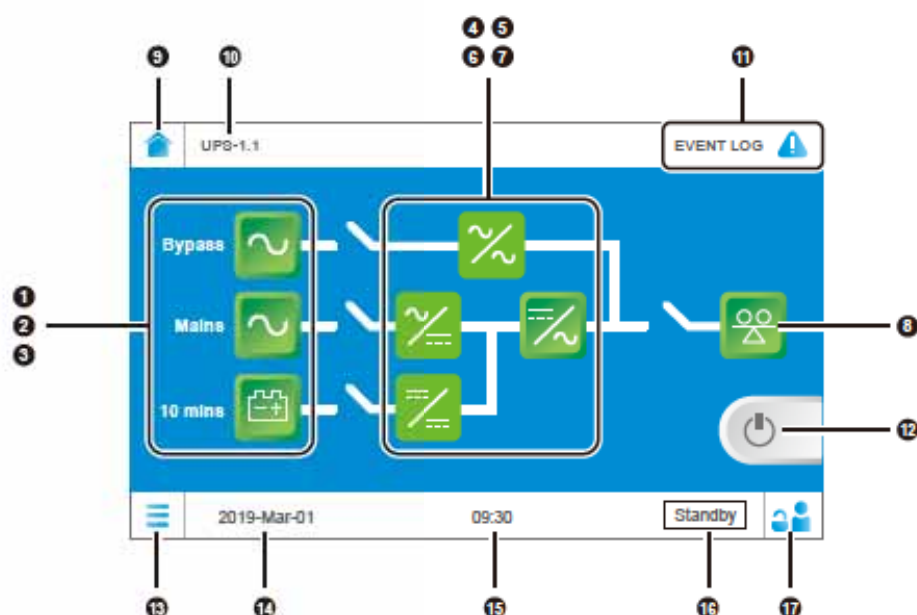 4 5
9 10 6 7 11
UPS-1.1 EVENT LOG
Bypass
1
2 Mains 8
3
10 mins
12
2019-Mar-01 09:30 Standby
13 14 15 16 17